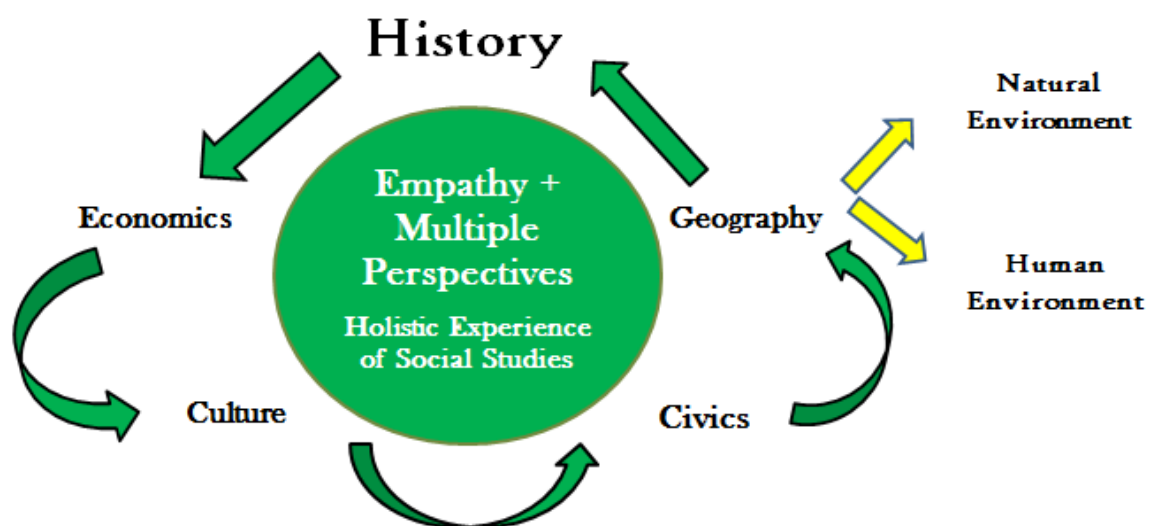 History
Natural
Environment
Empathy +
Multiple
Perspectives
Economics
Geography
Human
Environment
Holistic Experience
of Social Studies
Culture
Civics